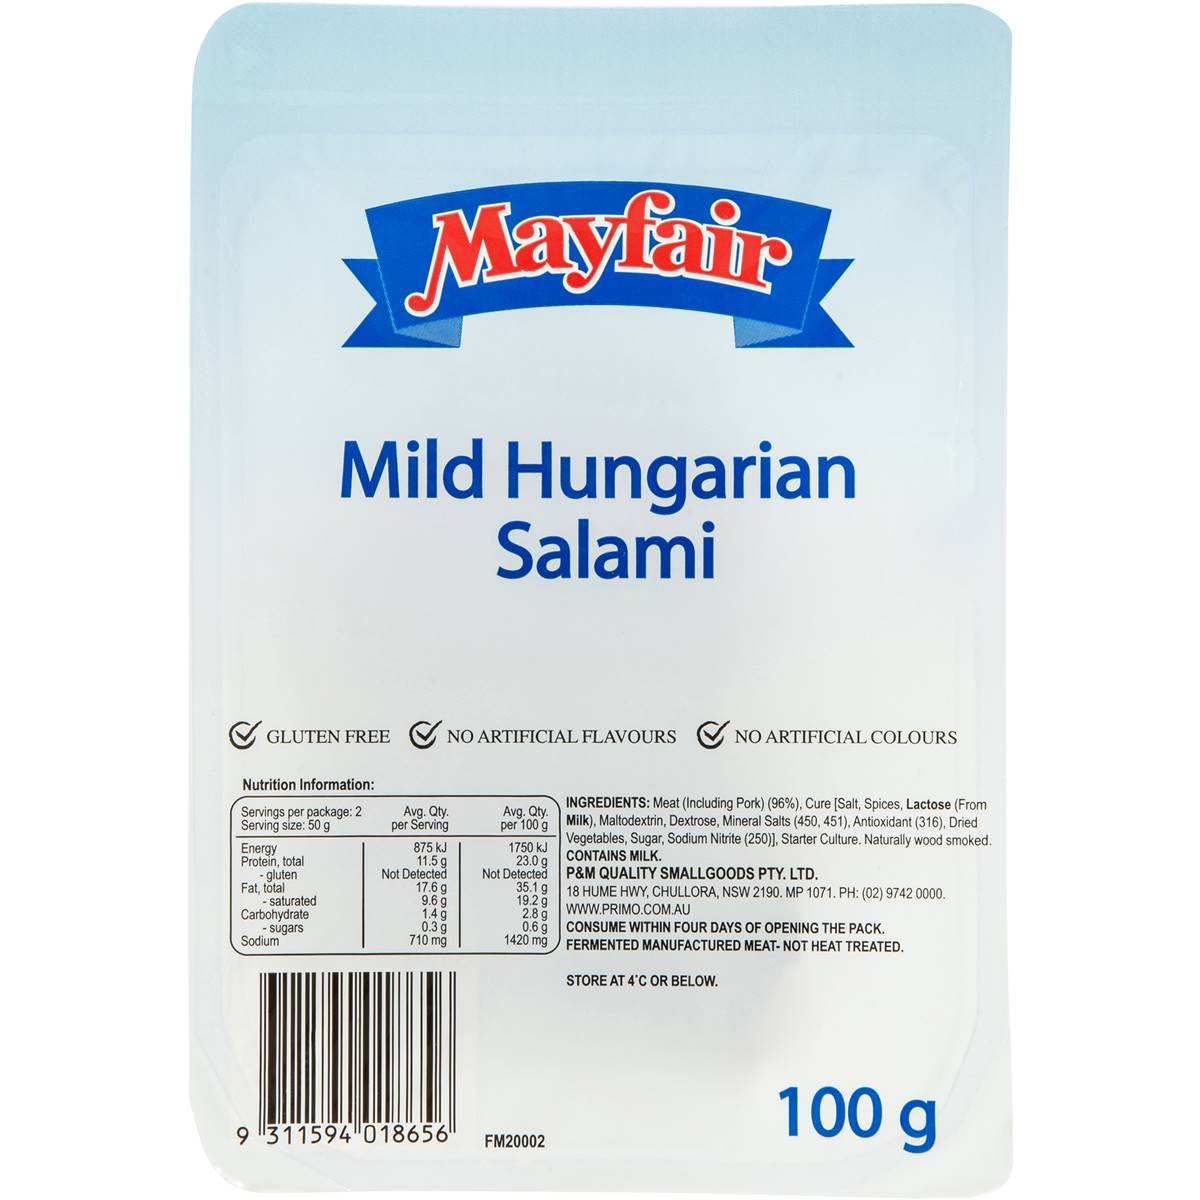 Mayfair
Mild Hungarian
Salami
GLUTEN FREE NO ARTIFICIAL FLAVOURS NO ARTIFICIAL COLOURS
Nutrition Information:
Servings per package: 2 Avg. Qty. Avg. Qty.
Serving size: 50 g per Serving per 100 g
Energy 875 kJ 1750 kJ
Protein, total 11.5 g 23.0 g
- gluten Not Detected Not Detected
Fat, total 17.6 g 35.1 g
- saturated 9.6 g 19.2 g
Carbohydrate 1.4 g 2.8 g
- sugars 0.3 g 0.6 g
Sodium 710 mg 1420 mg
INGREDIENTS: Meat (Including Pork) (96%), Cure [Salt, Spices, Lactose (From
Milk), Maltodextrin, Dextrose, Mineral Salts (450, 451), Antioxidant (316), Dried
Vegetables, Sugar, Sodium Nitrite (250)], Starter Culture. Naturally wood smoked.
CONTAINS MILK.
P&M QUALITY SMALLGOODS PTY. LTD.
18 HUME HWY, CHULLORA, NSW 2190. MP 1071. PH: (02) 9742 0000.
WWW.PRIMO.COM.AU
CONSUME WITHIN FOUR DAYS OF OPENING THE PACK.
FERMENTED MANUFACTURED MEAT- NOT HEAT TREATED.
STORE AT 4°C OR BELOW.
9 311594 018656
FM20002
100 g